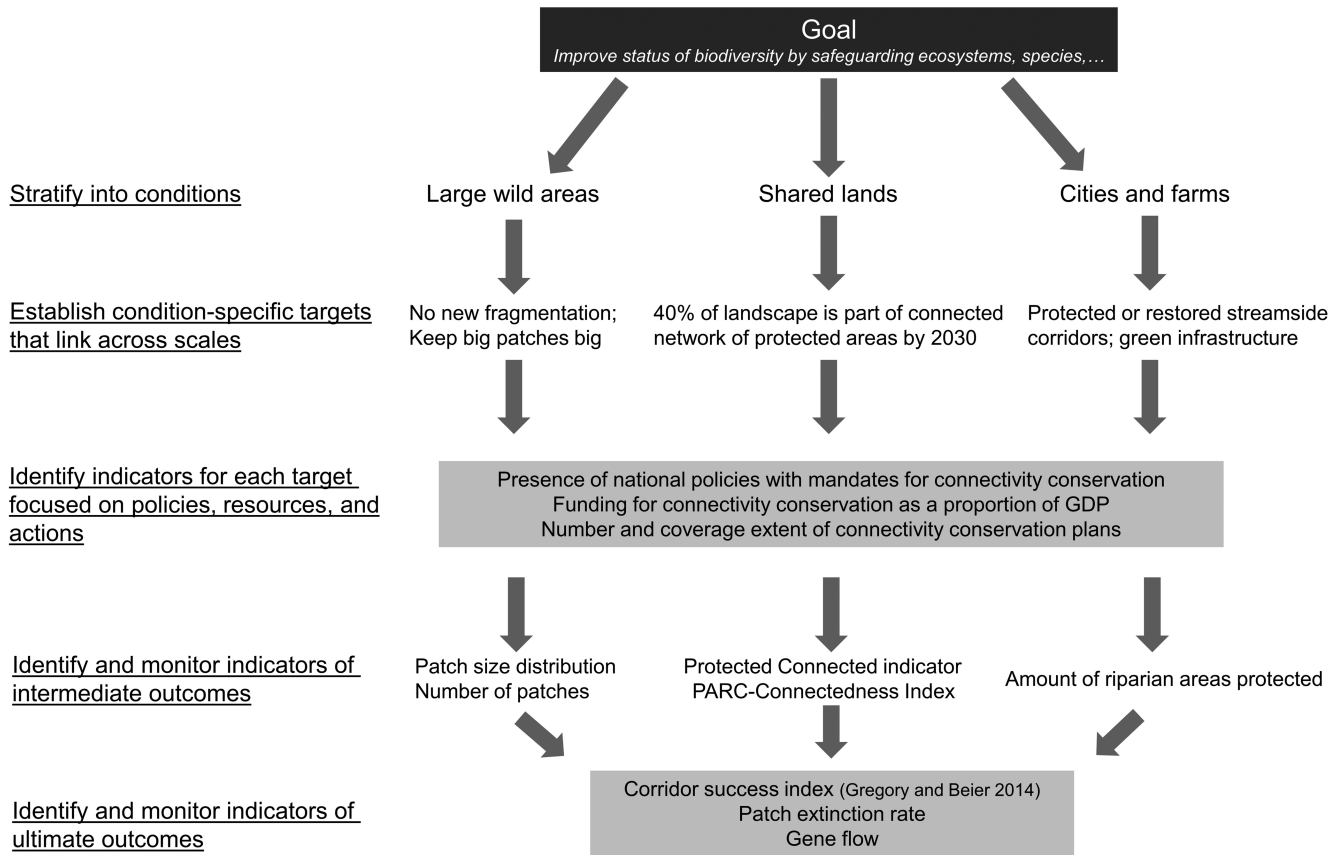 Goal
Improve status of biodiversity by safeguarding ecosystems, species,…
Stratify into conditions
Large wild areas
Shared lands
Cities and farms
Establish condition-specific targets
that link across scales
No new fragmentation;
Keep big patches big
40% of landscape is part of connected
network of protected areas by 2030
Protected or restored streamside
corridors; green infrastructure
Identify indicators for each target
focused on policies, resources, and
actions
Presence of national policies with mandates for connectivity conservation
Funding for connectivity conservation as a proportion of GDP
Number and coverage extent of connectivity conservation plans
Identify and monitor indicators of
intermediate outcomes
Patch size distribution
Number of patches
Protected Connected indicator
PARC-Connectedness Index
Amount of riparian areas protected
Identify and monitor indicators of
ultimate outcomes
Corridor success index (Gregory and Beier 2014)
Patch extinction rate
Gene flow